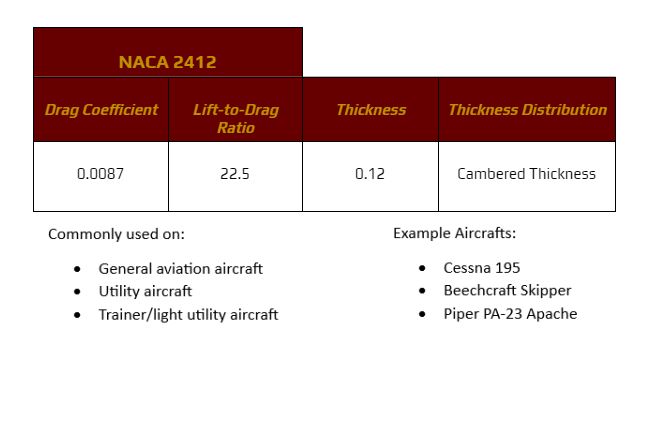 NACA 2412
Drag Coefficient
Lift-to-Drag Ratio
Thickness
Thickness Distribution
0.0087
22.5
0.12
Cambered Thickness
Commonly used on:
• General aviation aircraft
• Utility aircraft
• Trainer/light utility aircraft
Example Aircrafts:
• Cessna 195
• Beechcraft Skipper
• Piper PA-23 Apache